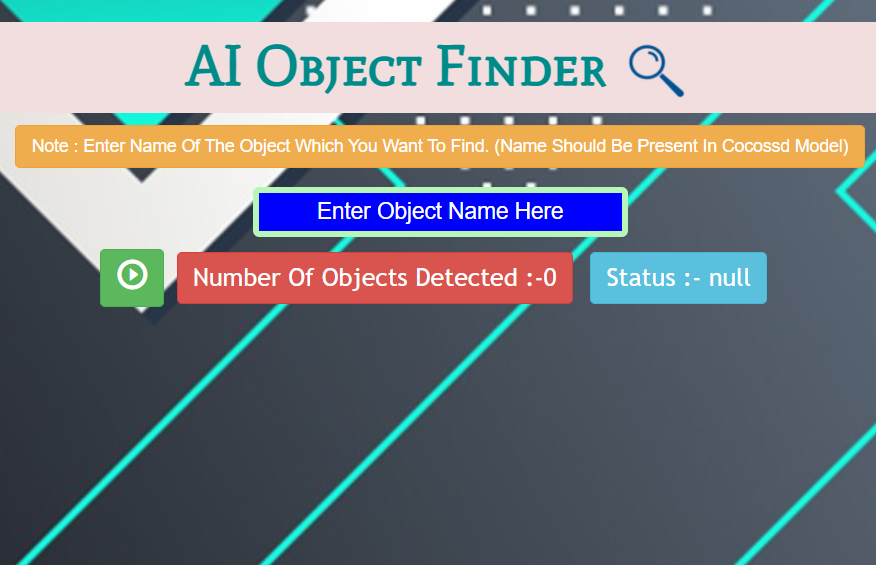 AI Object Finder
Note : Enter Name Of The Object Which You Want To Find. (Name Should Be Present In Cocossd Model)
Enter Object Name Here
Number Of Objects Detected :-0
Status :- null